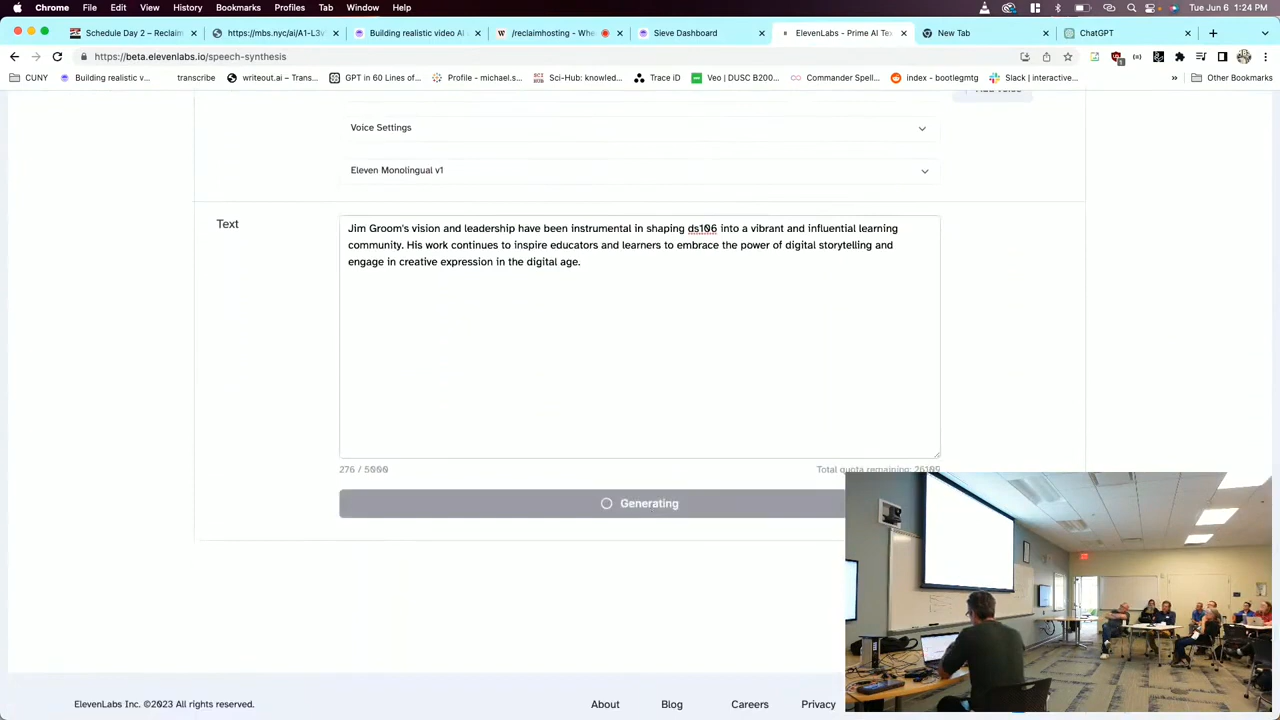 Chrome File Edit View History Bookmarks Profiles Tab Window Help Tue Jun 6 1:24 PM
Schedule Day 2 – Reclaim
https://mbs.nyc/ai/A1-L3v
Building realistic video AI
/reclaimhosting - Whe
Sieve Dashboard
ElevenLabs - Prime AI Tex
New Tab
ChatGPT
https://beta.elevenlabs.io/speech-synthesis
CUNY Building realistic v... transcribe writeout.ai – Trans... GPT in 60 Lines of... Profile - michael.s... Sci-Hub: knowled... Trace iD Veo | DUSC B200... Commander Spell... index - bootlegmtg Slack | interactive... » Other Bookmarks
Voice Settings
Eleven Monolingual v1
Text
Jim Groom's vision and leadership have been instrumental in shaping ds106 into a vibrant and influential learning
community. His work continues to inspire educators and learners to embrace the power of digital storytelling and
engage in creative expression in the digital age.
276 / 5000
Total quota remaining: 26109
Generating
ElevenLabs Inc. ©2023 All rights reserved.
About
Blog
Careers
Privacy